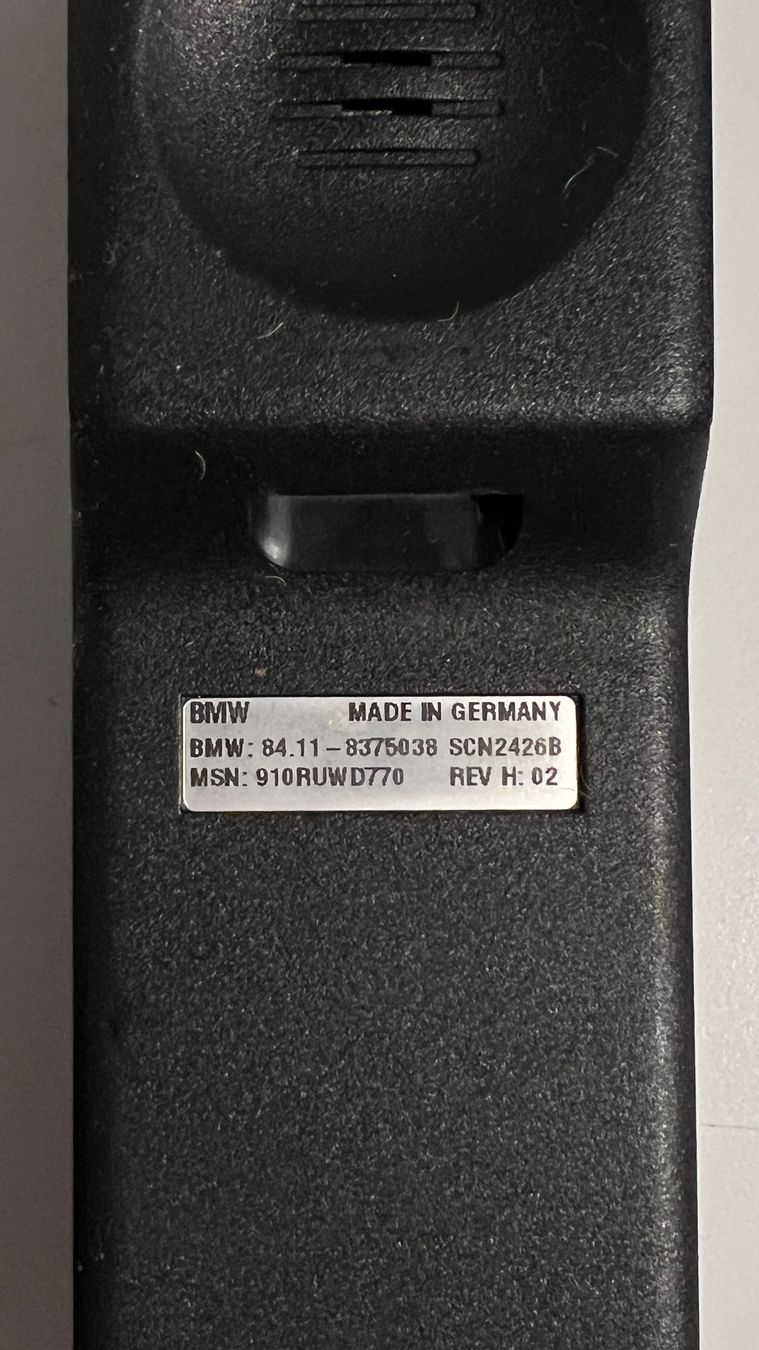 BMW MADE IN GERMANY
BMW: 84.11-8375038 SCN2426B
MSN: 910RUWD770 REV H: 02